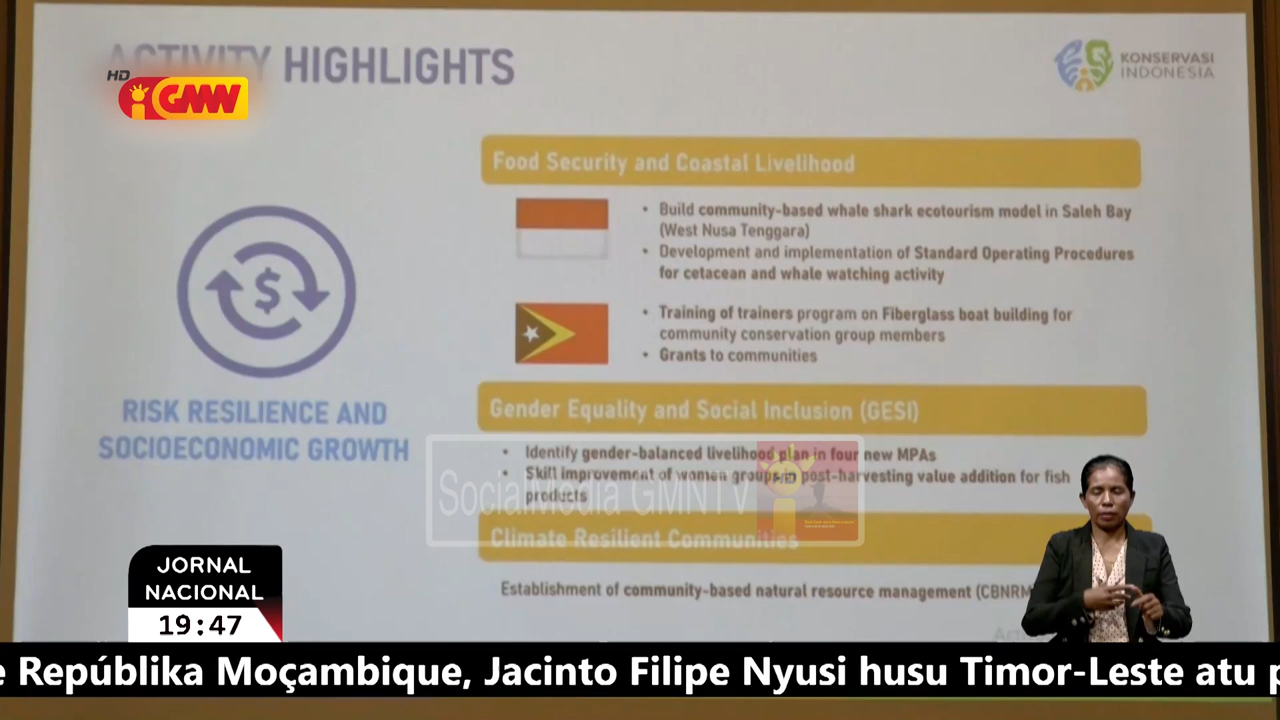 ACTIVITY HIGHLIGHTS
HD
GMN
KONSERVASI
INDONESIA
Food Security and Coastal Livelihood
• Build community-based whale shark ecotourism model in Saleh Bay
(West Nusa Tenggara)
• Development and implementation of Standard Operating Procedures
for cetacean and whale watching activity
• Training of trainers program on Fiberglass boat building for
community conservation group members
• Grants to communities
$
RISK RESILIENCE AND
SOCIOECONOMIC GROWTH
Gender Equality and Social Inclusion (GESI)
• Identify gender-balanced livelihood plan in four new MPAs
• Skill improvement of women groups in post-harvesting value addition for fish
products
SocialMedia GMNTV
HD
Climate Resilient Communities
Establishment of community-based natural resource management (CBNRM
JORNAL
NACIONAL
19:47
e Repúblika Moçambique, Jacinto Filipe Nyusi husu Timor-Leste atu p